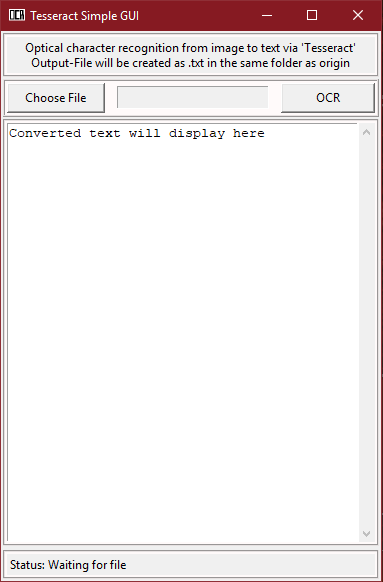 OCR Tesseract Simple GUI
Optical character recognition from image to text via 'Tesseract'
Output-File will be created as .txt in the same folder as origin
Choose File OCR
Converted text will display here
Status: Waiting for file